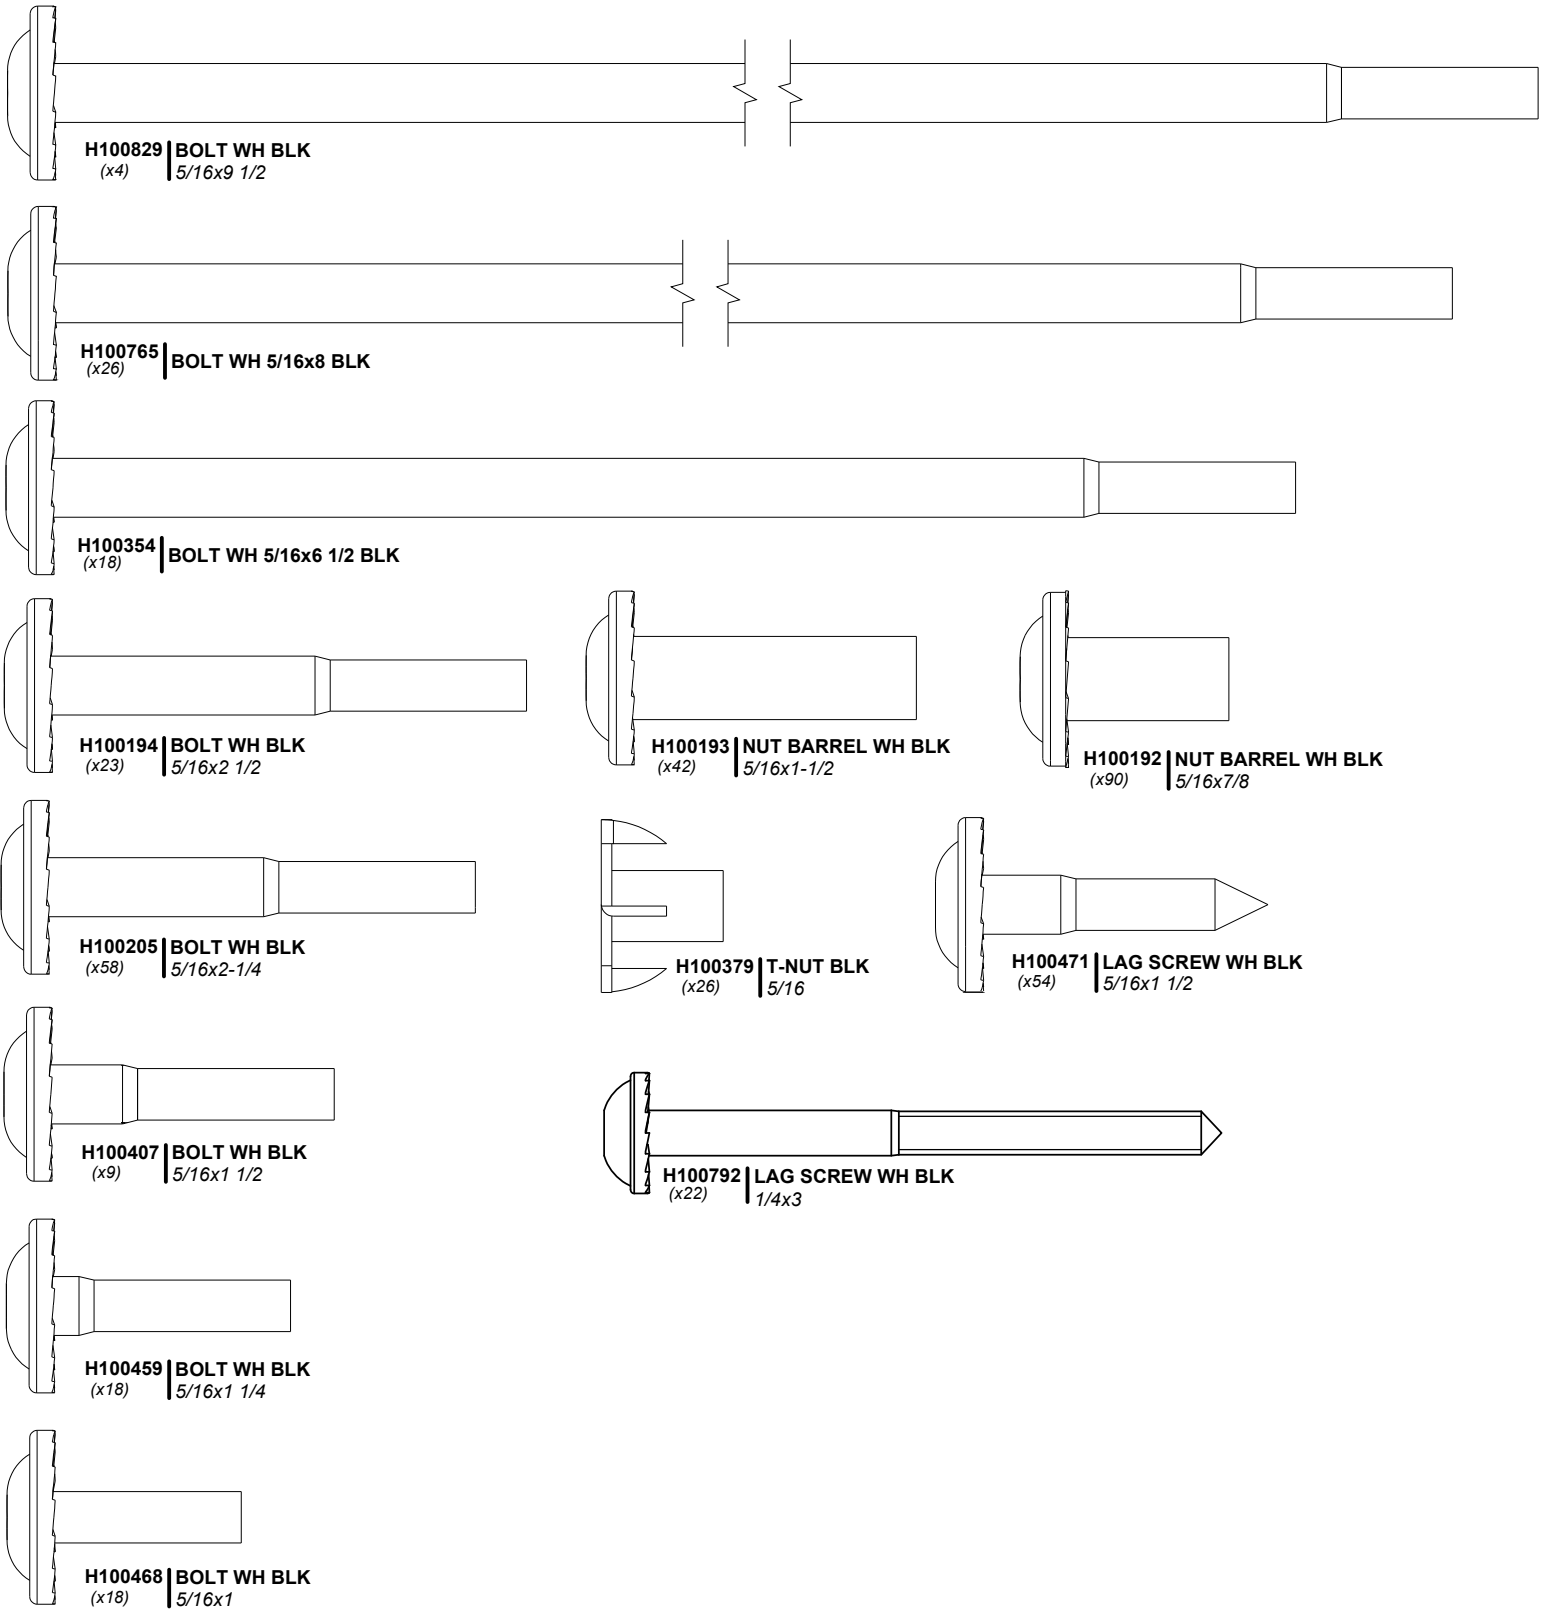 H100829 BOLT WH BLK
(x4) 5/16x9 1/2
H100765 BOLT WH 5/16x8 BLK
(x26)
H100354 BOLT WH 5/16x6 1/2 BLK
(x18)
H100194 BOLT WH BLK
(x23) 5/16x2 1/2
H100193 NUT BARREL WH BLK
(x42) 5/16x1-1/2
H100192 NUT BARREL WH BLK
(x90) 5/16x7/8
H100205 BOLT WH BLK
(x58) 5/16x2-1/4
H100379 T-NUT BLK
(x26) 5/16
H100471 LAG SCREW WH BLK
(x54) 5/16x1 1/2
H100407 BOLT WH BLK
(x9) 5/16x1 1/2
H100792 LAG SCREW WH BLK
(x22) 1/4x3
H100459 BOLT WH BLK
(x18) 5/16x1 1/4
H100468 BOLT WH BLK
(x18) 5/16x1